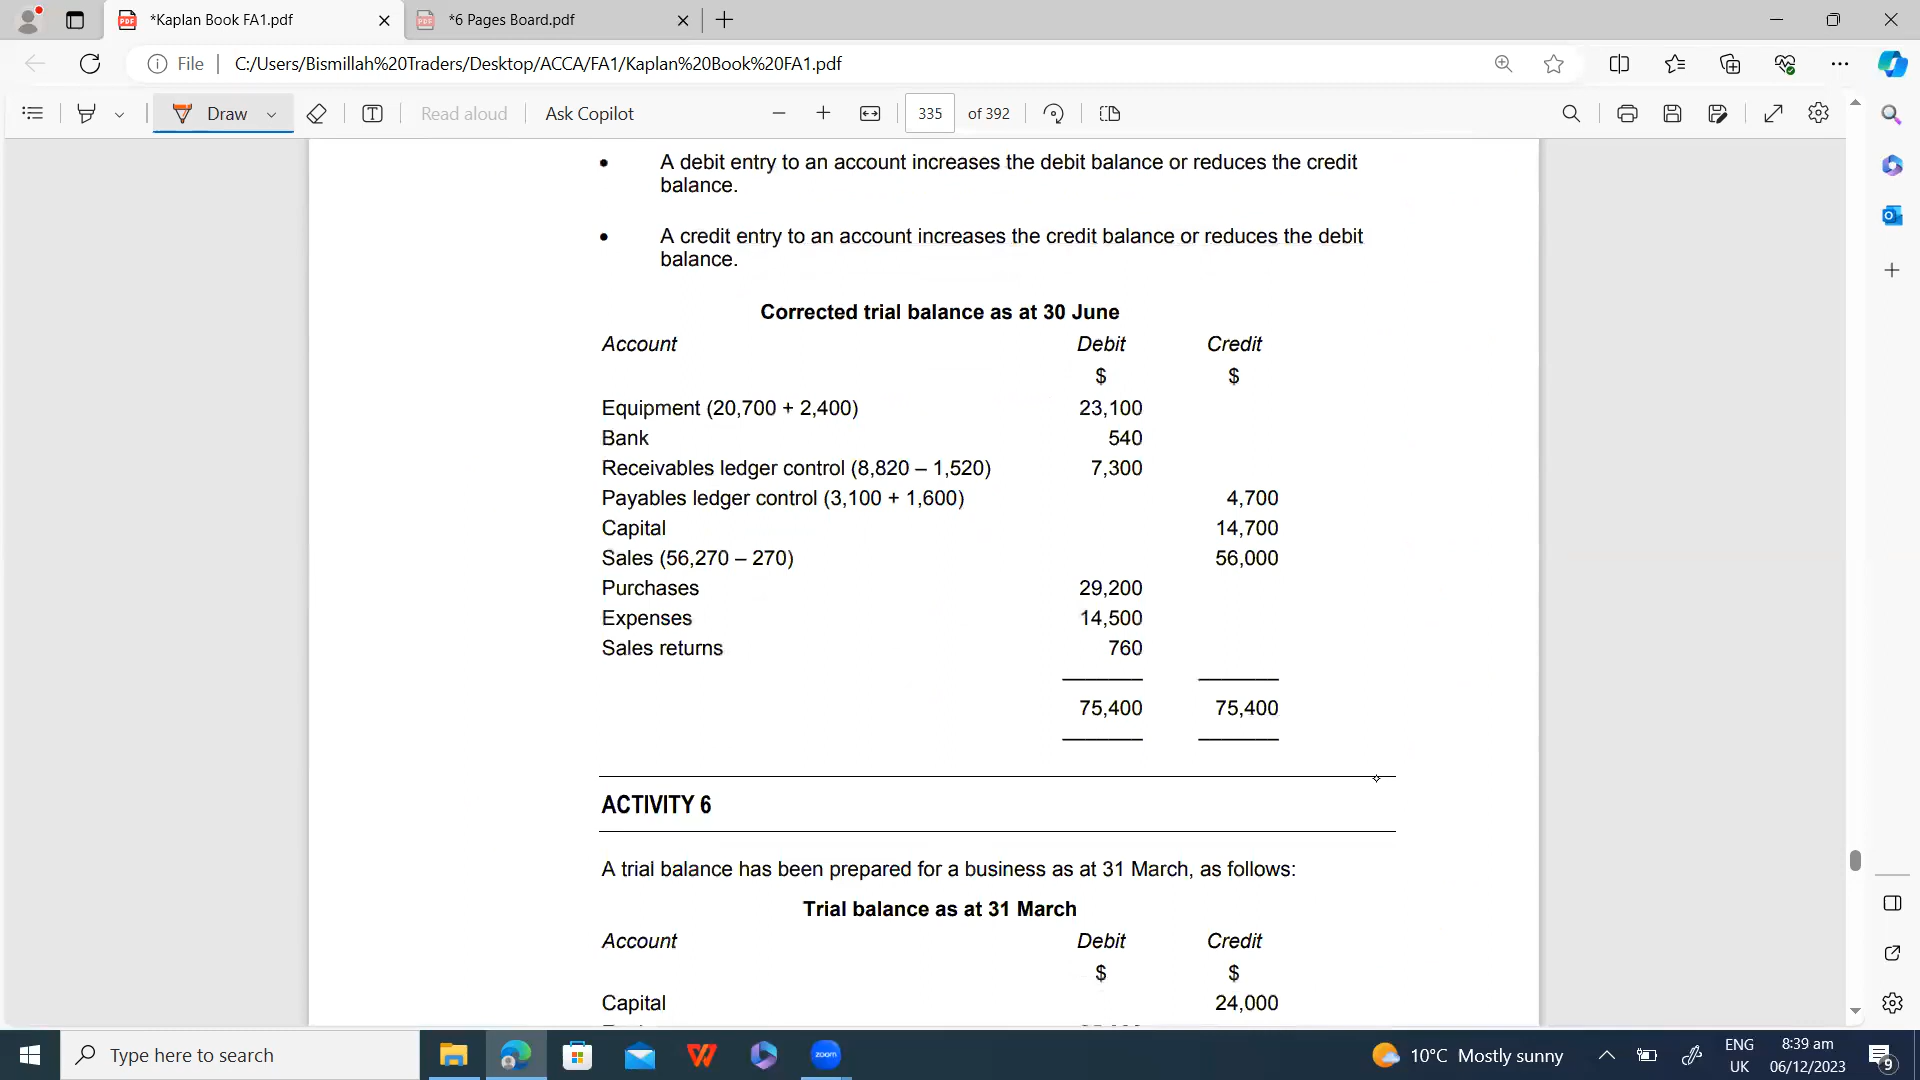 *Kaplan Book FA1.pdf
*6 Pages Board.pdf
File
C:/Users/Bismillah%20Traders/Desktop/ACCA/FA1/Kaplan%20Book%20FA1.pdf
Draw
Read aloud
Ask Copilot
335
of 392
• A debit entry to an account increases the debit balance or reduces the credit
balance.
• A credit entry to an account increases the credit balance or reduces the debit
balance.
Corrected trial balance as at 30 June
Account Debit Credit
$ $
Equipment (20,700 + 2,400) 23,100
Bank 540
Receivables ledger control (8,820 – 1,520) 7,300
Payables ledger control (3,100 + 1,600) 4,700
Capital 14,700
Sales (56,270 – 270) 56,000
Purchases 29,200
Expenses 14,500
Sales returns 760
75,400 75,400
ACTIVITY 6
A trial balance has been prepared for a business as at 31 March, as follows:
Trial balance as at 31 March
Account Debit Credit
$ $
Capital 24,000
Type here to search
zoom
10°C Mostly sunny
ENG
UK
8:39 am
06/12/2023
9